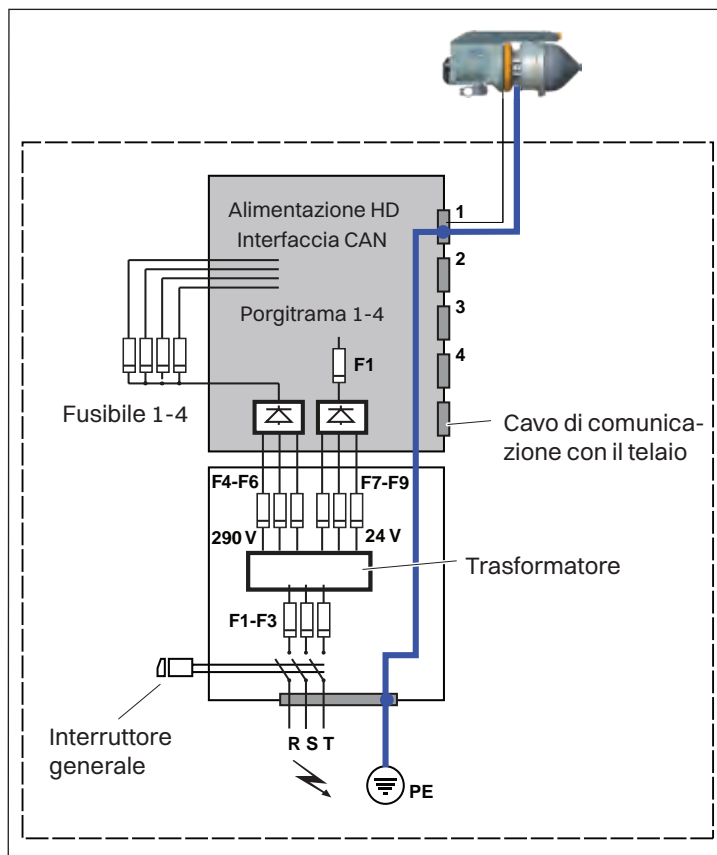 Alimentazione HD
Interfaccia CAN
1
2
Porgitrama 1-4
3
F1
4
Fusibile 1-4
Cavo di comunica-
zione con il telaio
F4-F6
F7-F9
290 V
24 V
Trasformatore
F1-F3
Interruttore
generale
R S T
PE